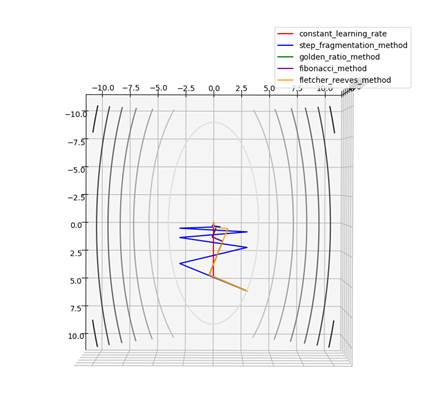 constant_learning_rate
step_fragmentation_method
golden_ratio_method
fibonacci_method
fletcher_reeves_method
−10.0 −7.5 −5.0 −2.5 0.0 2.5 5.0 7.5 10.0
−10.0
−7.5
−5.0
−2.5
0.0
2.5
5.0
7.5
10.0